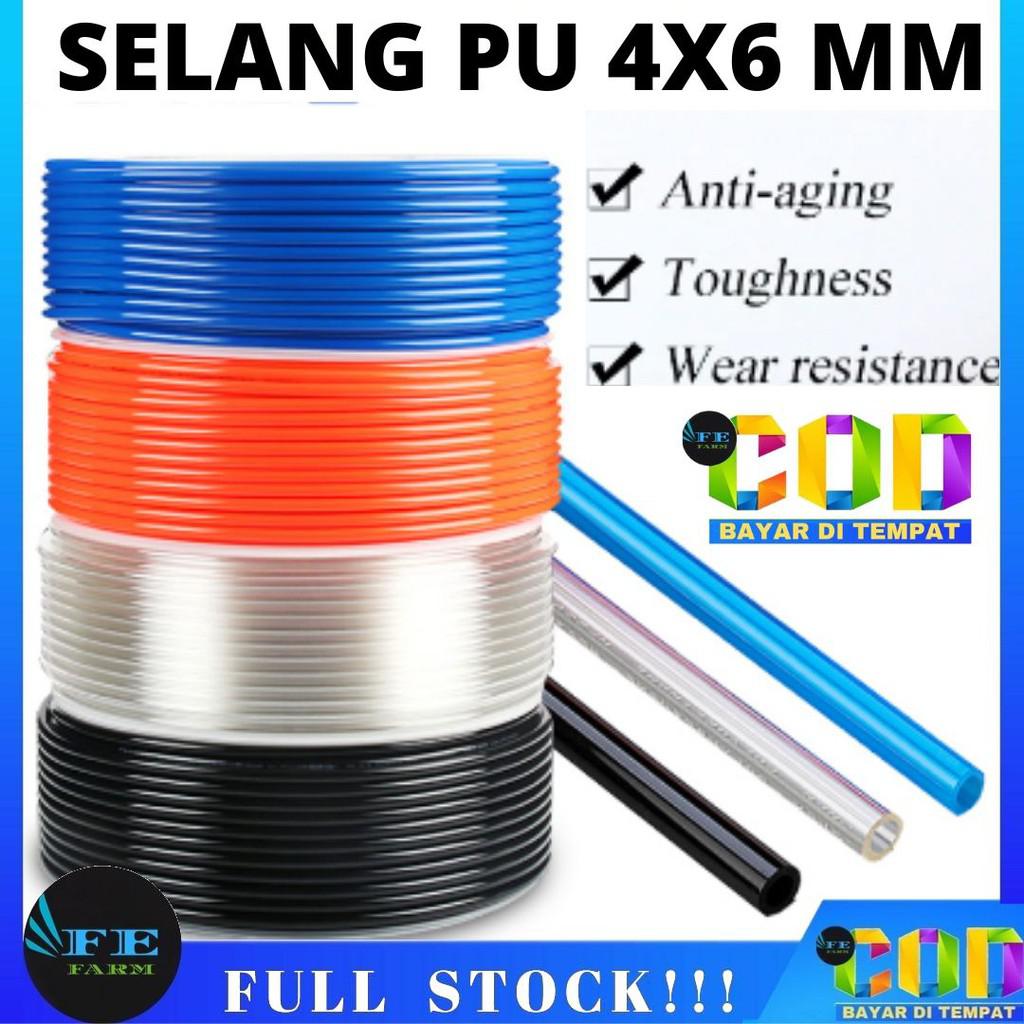 SELANG PU 4X6 MM
Anti-aging
Toughness
Wear resistance
FE
FARM
COD
BAYAR DI TEMPAT
FE
FARM
FULL STOCK!!!
FE
FARM
COD
BAYAR DI TEMPAT